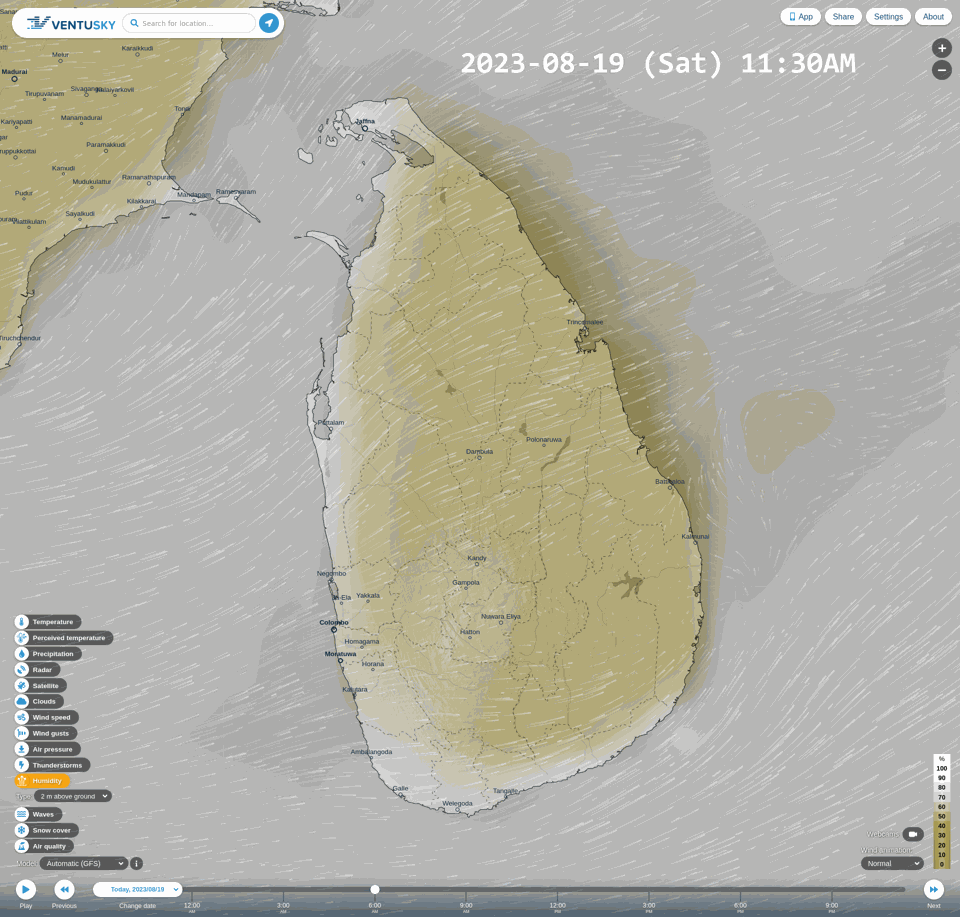 VENTUSKY
Search for location...
App
Share
Settings
About
2023-08-19 (Sat) 11:30AM
+
−
Melur
Karaikkudi
Madurai
Tirupuvanam
Tondi
Manamadurai
Kariyapatti
Paramakkudi
ruppukkottai
Kamudi
Mudukulattur
Ramanathapuram
Mandapam
Rameswaram
Pudur
Kilakkarai
Sayalkudi
Tiruchchendur
Jaffna
Trincomalee
Puttalam
Polonaruwa
Dambulla
Batticaloa
Kalmunai
Kandy
Negombo
Gampola
Ja-Ela
Yakkala
Nuwara Eliya
Colombo
Hatton
Homagama
Moratuwa
Horana
Kalutara
Ambalangoda
Galle
Tangalle
Weligoda
Temperature
Perceived temperature
Precipitation
Radar
Satellite
Clouds
Wind speed
Wind gusts
Air pressure
Thunderstorms
Humidity
Type: 2 m above ground
Waves
Snow cover
Air quality
Model: Automatic (GFS)
i
%
100
90
80
70
60
50
40
30
20
10
0
Webcams
Wind Animation:
Normal
Today, 2023/08/19
Play
Previous
Change date
12:00 AM
3:00 AM
6:00 AM
9:00 AM
12:00 PM
3:00 PM
6:00 PM
9:00 PM
Next